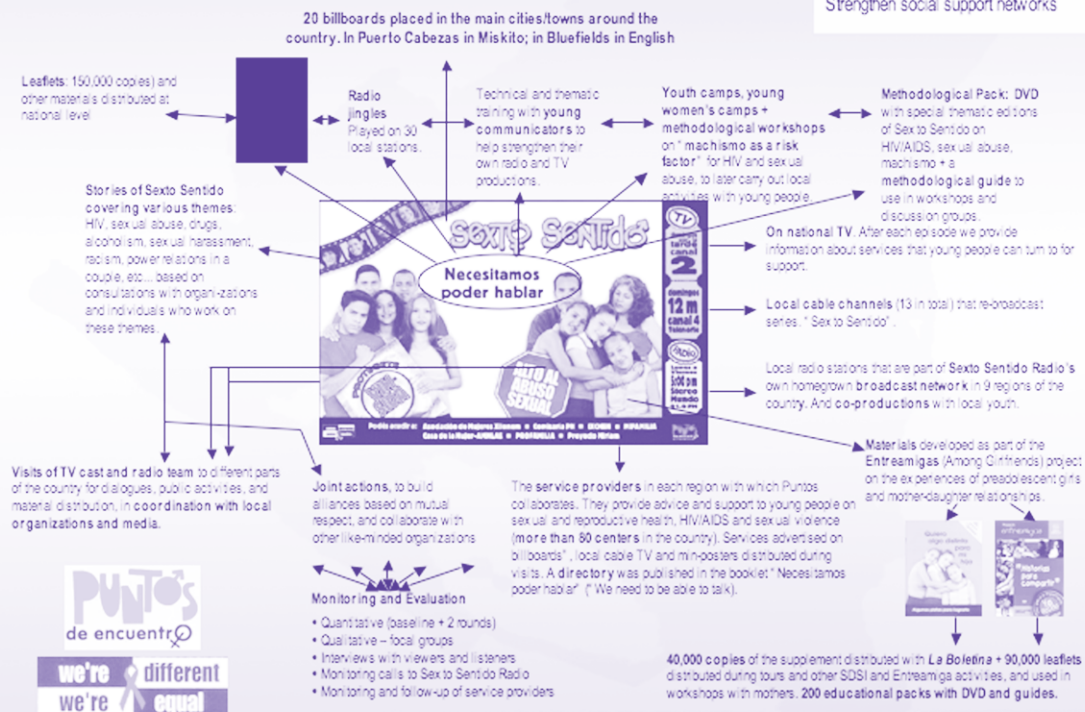 Strengthen social support networks
20 billboards placed in the main cities/towns around the
country. In Puerto Cabezas in Miskito; in Bluefields in English
Leaflets: 150,000 copies) and
other materials distributed at
national level
Radio
jingles
Played on 30
local stations.
Technical and thematic
training with young
communicators to
help strengthen their
own radio and TV
productions.
Youth camps, young
women's camps +
methodological workshops
on "machismo as a risk
factor" for HIV and sexual
abuse, to later carry out local
activities with young people.
Methodological Pack: DVD
with special thematic editions
of Sexto Sentido on
HIV/AIDS, sexual abuse,
machismo + a
methodological guide to
use in workshops and
discussion groups.
Stories of Sexto Sentido
covering various themes:
HIV, sexual abuse, drugs,
alcoholism, sexual harassment,
racism, power relations in a
couple, etc... based on
consultations with organi-zations
and individuals who work on
these themes.
SEXTO SENTIDO
Necesitamos
poder hablar
TV
canal
2
domingos
12 m
canal 4
RADIO
5:00 pm
Stereo
Mundo
ALTO AL
ABUSO
SEXUAL
On national TV. After each episode we provide
information about services that young people can turn to for
support.
Local cable channels (13 in total) that re-broadcast
series. "Sexto Sentido".
Local radio stations that are part of Sexto Sentido Radio's
own homegrown broadcast network in 9 regions of the
country. And co-productions with local youth.
Materials developed as part of the
Entreamigas (Among Girlfriends) project
on the experiences of preadolescent girls
and mother-daughter relationships.
Visits of TV cast and radio team to different parts
of the country for dialogues, public activities, and
material distribution, in coordination with local
organizations and media.
Joint actions, to build
alliances based on mutual
respect, and collaborate with
other like-minded organizations
The service providers in each region with which Puntos
collaborates. They provide advice and support to young people on
sexual and reproductive health, HIV/AIDS and sexual violence
(more than 80 centers in the country). Services advertised on
billboards", local cable TV and min-posters distributed during
visits. A directory was published in the booklet "Necesitamos
poder hablar" ("We need to be able to talk).
Monitoring and Evaluation
• Quantitative (baseline + 2 rounds)
• Qualitative – focal groups
• Interviews with viewers and listeners
• Monitoring calls to Sexto Sentido Radio
• Monitoring and follow-up of service providers
PUNTOS
de encuentro
we're different
we're equal
"Historias
para
Compartir"
40,000 copies of the supplement distributed with La Boletina + 90,000 leaflets
distributed during tours and other SDSI and Entreamiga activities, and used in
workshops with mothers. 200 educational packs with DVD and guides.